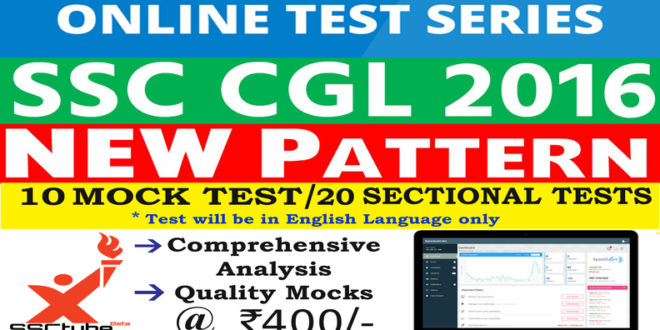 ONLINE TEST SERIES
SSC CGL 2016
NEW PATTERN
10 MOCK TEST/20 SECTIONAL TESTS
* Test will be in English Language only
→ Comprehensive
Analysis
→ Quality Mocks
@ ₹400/-
SSCtube Beta